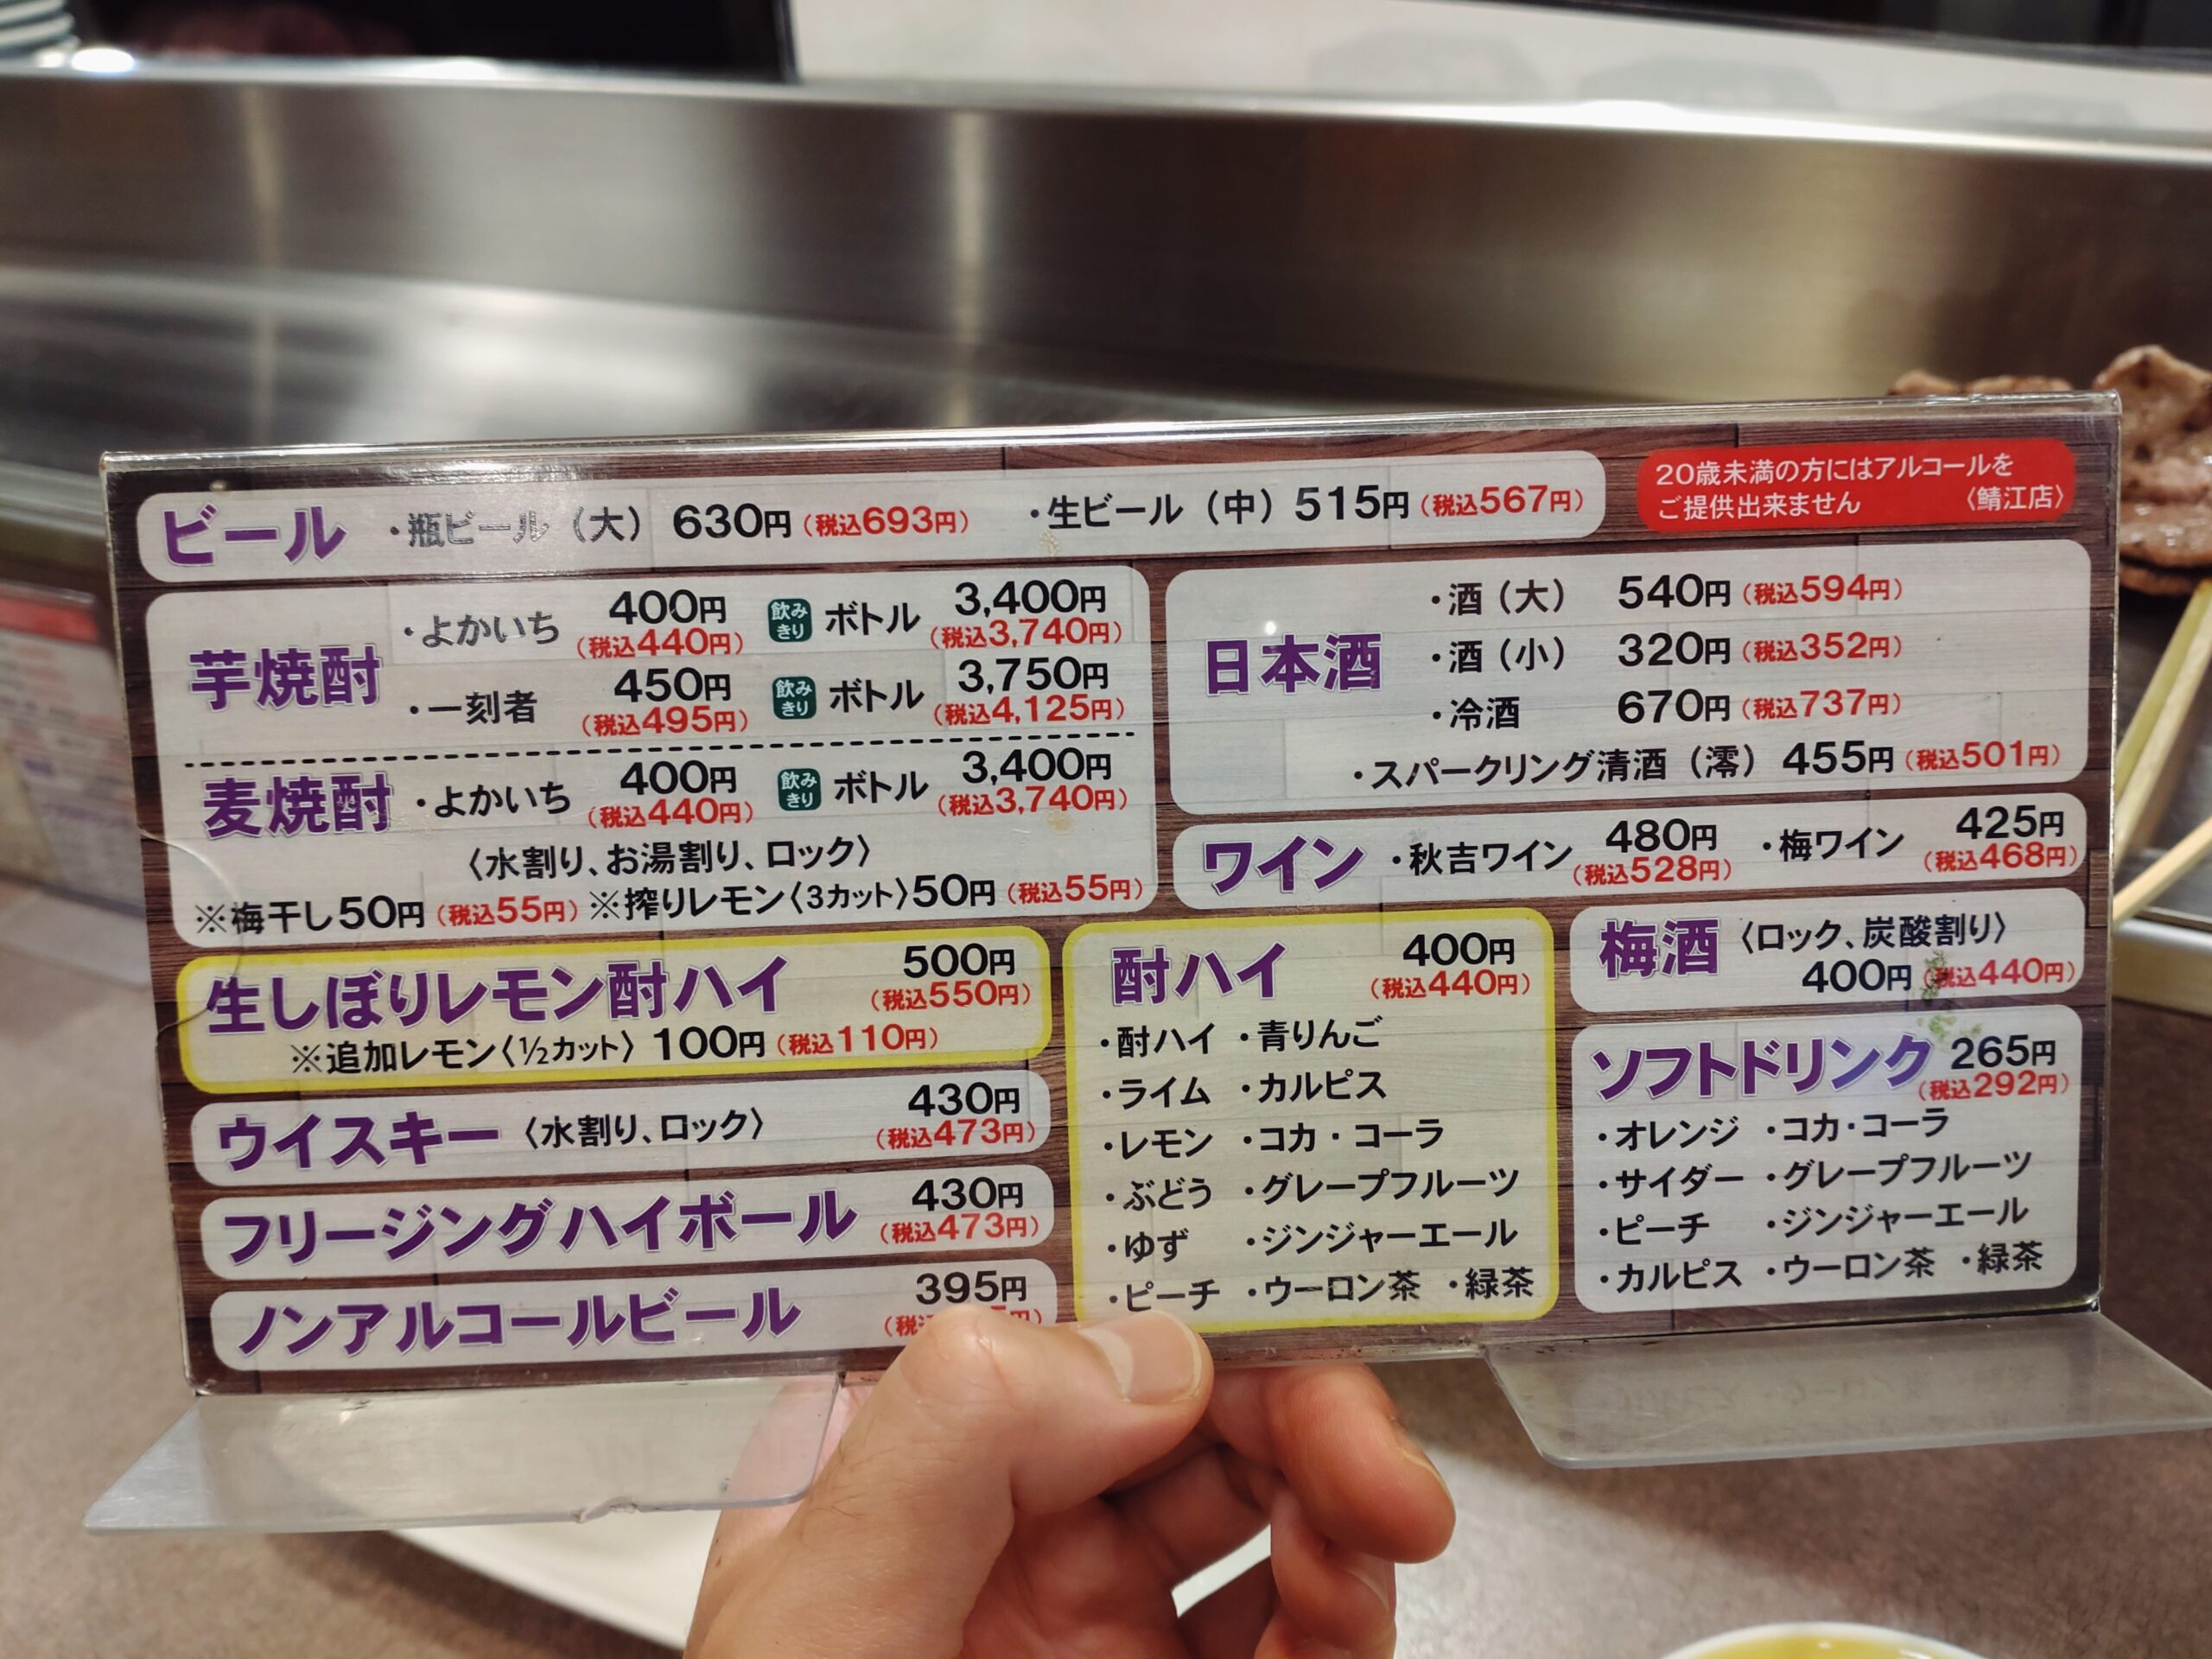 20歳未満の方にはアルコールを
ご提供出来ません 〈鯖江店〉
ビール ・瓶ビール（大） 630円（税込693円） ・生ビール（中）515円（税込567円）
芋焼酎
・よかいち 400円（税込440円） 飲みきり ボトル 3,400円（税込3,740円）
・一刻者 450円（税込495円） 飲みきり ボトル 3,750円（税込4,125円）
麦焼酎 ・よかいち 400円（税込440円） 飲みきり ボトル 3,400円（税込3,740円）
〈水割り、お湯割り、ロック〉
※梅干し50円（税込55円）※搾りレモン〈3カット〉50円（税込55円）
日本酒
・酒（大） 540円（税込594円）
・酒（小） 320円（税込352円）
・冷酒 670円（税込737円）
・スパークリング清酒（澪） 455円（税込501円）
ワイン ・秋吉ワイン 480円（税込528円） ・梅ワイン 425円（税込468円）
生しぼりレモン酎ハイ 500円（税込550円）
※追加レモン〈½カット〉 100円（税込110円）
ウイスキー 〈水割り、ロック〉 430円（税込473円）
フリージングハイボール 430円（税込473円）
ノンアルコールビール 395円
酎ハイ 400円（税込440円）
・酎ハイ ・青りんご
・ライム ・カルピス
・レモン ・コカ・コーラ
・ぶどう ・グレープフルーツ
・ゆず ・ジンジャーエール
・ピーチ ・ウーロン茶 ・緑茶
梅酒 〈ロック、炭酸割り〉
400円（税込440円）
ソフトドリンク 265円（税込292円）
・オレンジ ・コカ・コーラ
・サイダー ・グレープフルーツ
・ピーチ ・ジンジャーエール
・カルピス ・ウーロン茶 ・緑茶